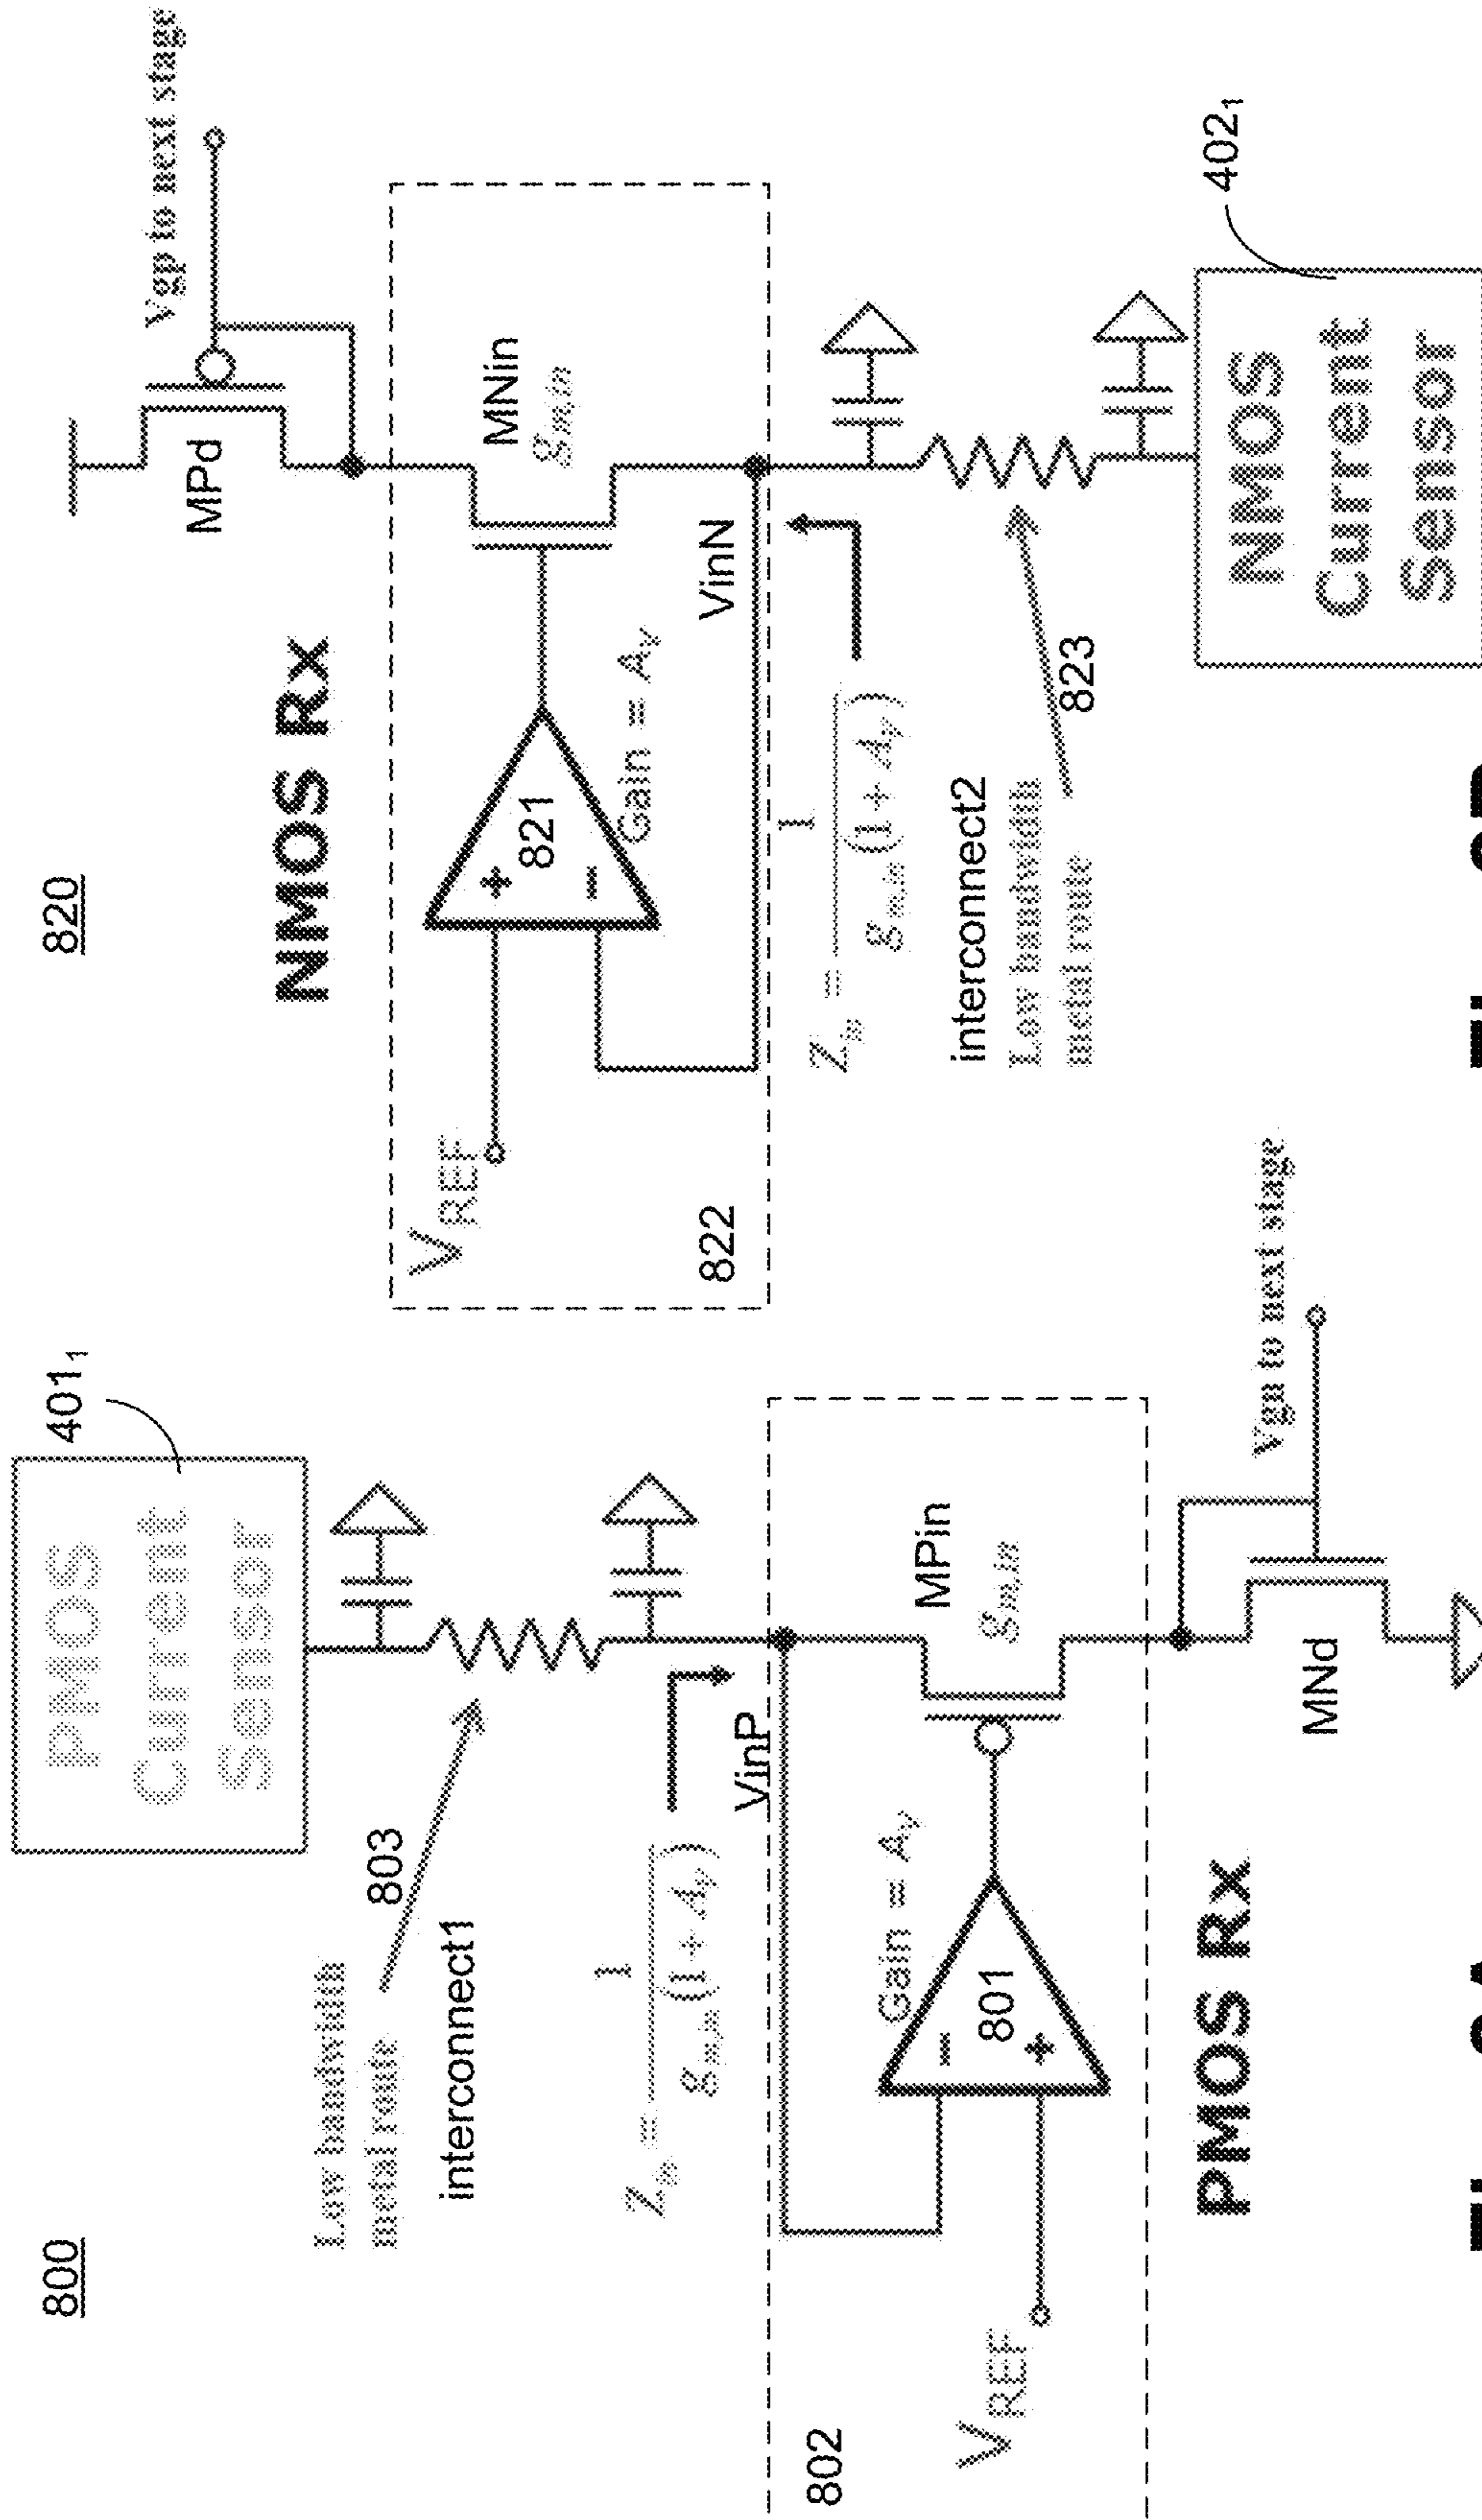 800
PMOS
Current
Sensor
401₁
Low bandwidth
metal route
803
interconnect1
Z_in = 1 / g_m,in(1+A_v)
VinP
802
Gain = A_v
801
−
+
V_REF
MPin
g_m,in
PMOS Rx
MNd
Vgn to next stage
820
NMOS Rx
MPd
Vgp to next stage
V_REF
+
−
821
Gain = A_v
MNin
g_m,in
822
VinN
Z_in = 1 / g_m,in(1+A_v)
interconnect2
Low bandwidth
metal route
823
NMOS
Current
Sensor
402₁